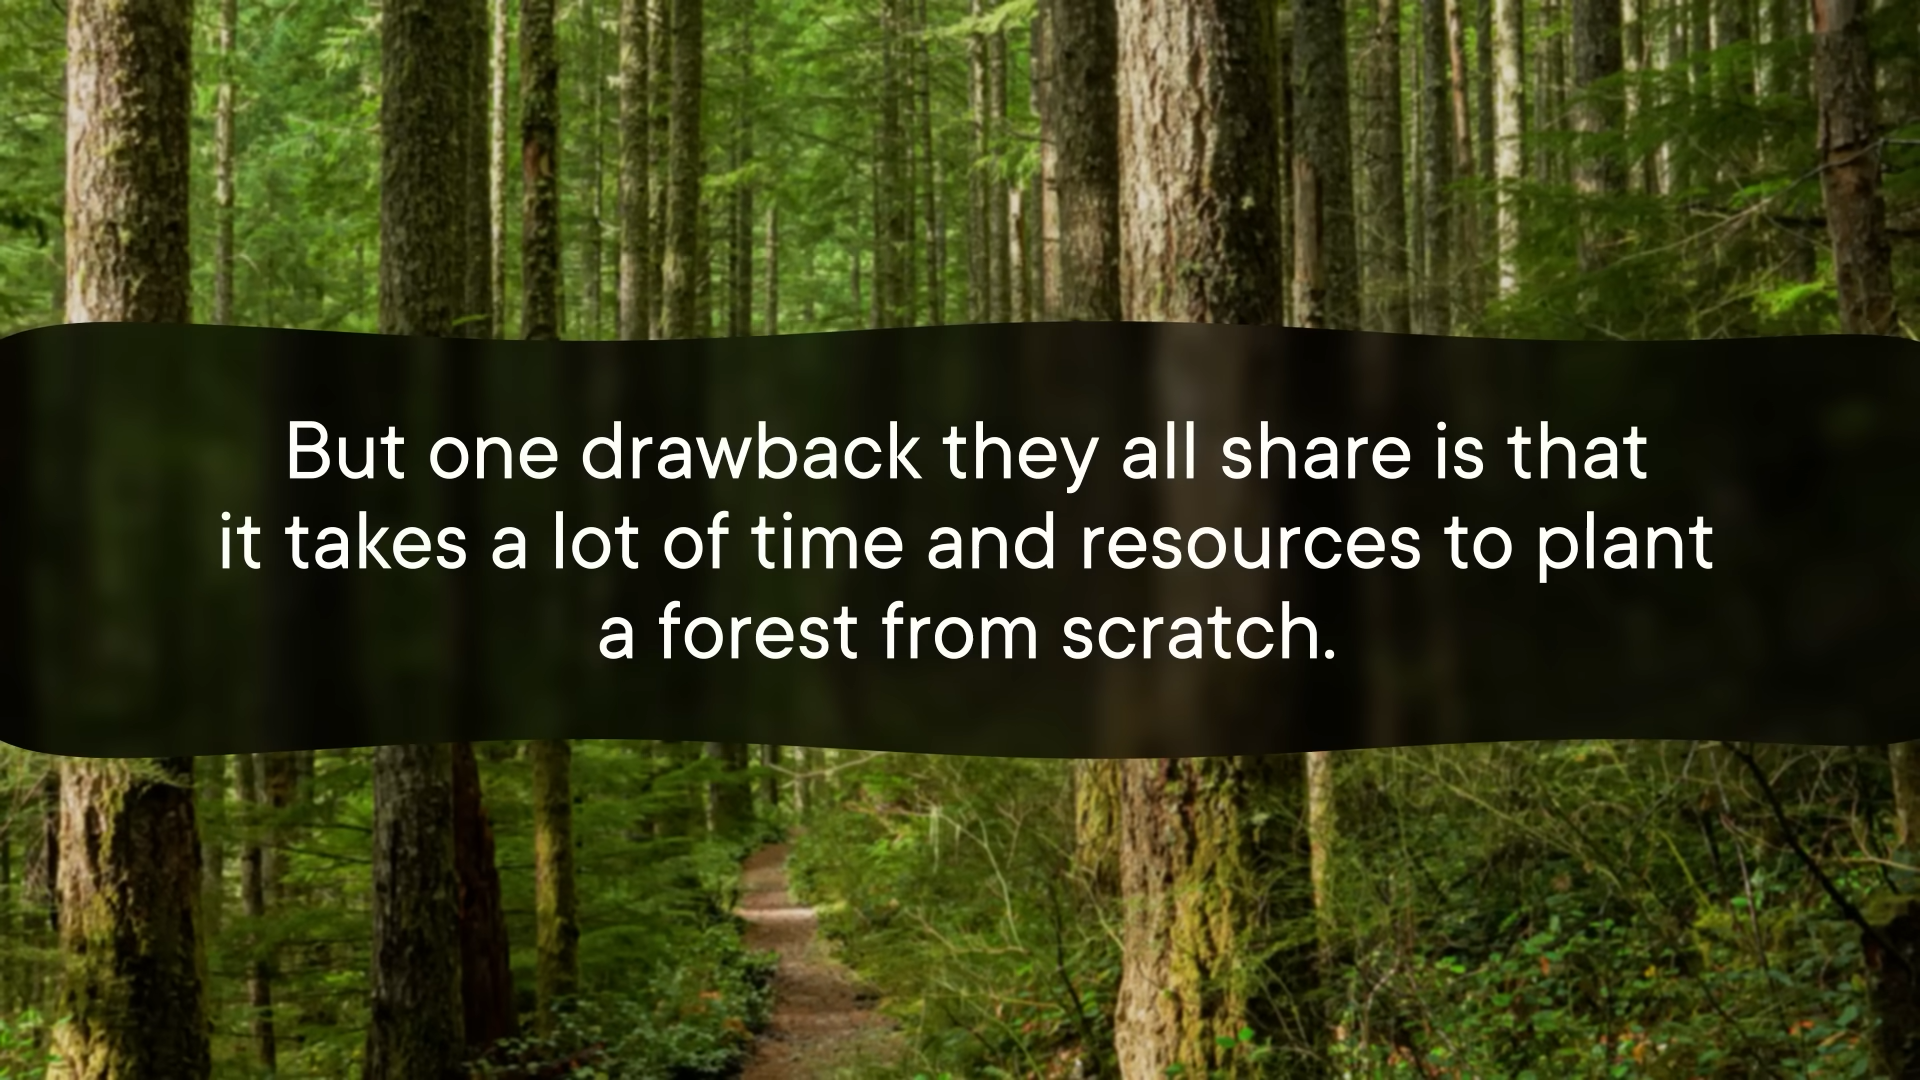 But one drawback they all share is that
it takes a lot of time and resources to plant
a forest from scratch.